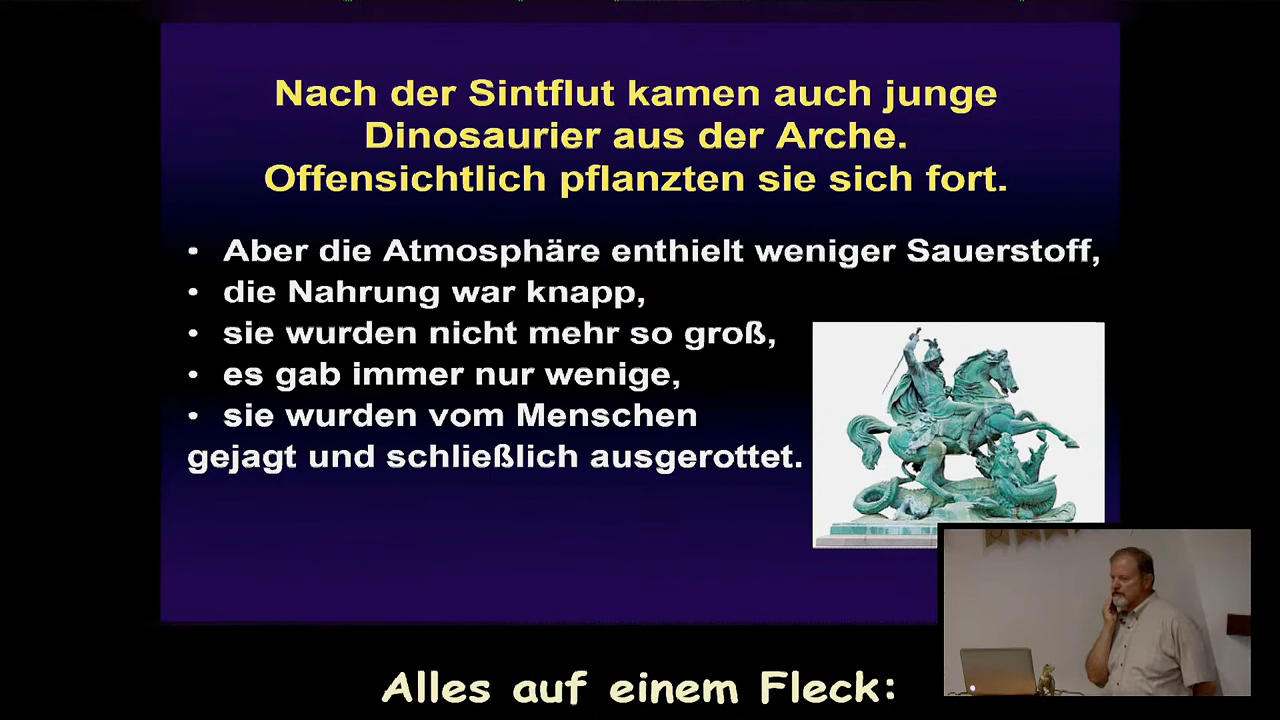 Nach der Sintflut kamen auch junge
Dinosaurier aus der Arche.
Offensichtlich pflanzten sie sich fort.
• Aber die Atmosphäre enthielt weniger Sauerstoff,
• die Nahrung war knapp,
• sie wurden nicht mehr so groß,
• es gab immer nur wenige,
• sie wurden vom Menschen
gejagt und schließlich ausgerottet.
Alles auf einem Fleck: